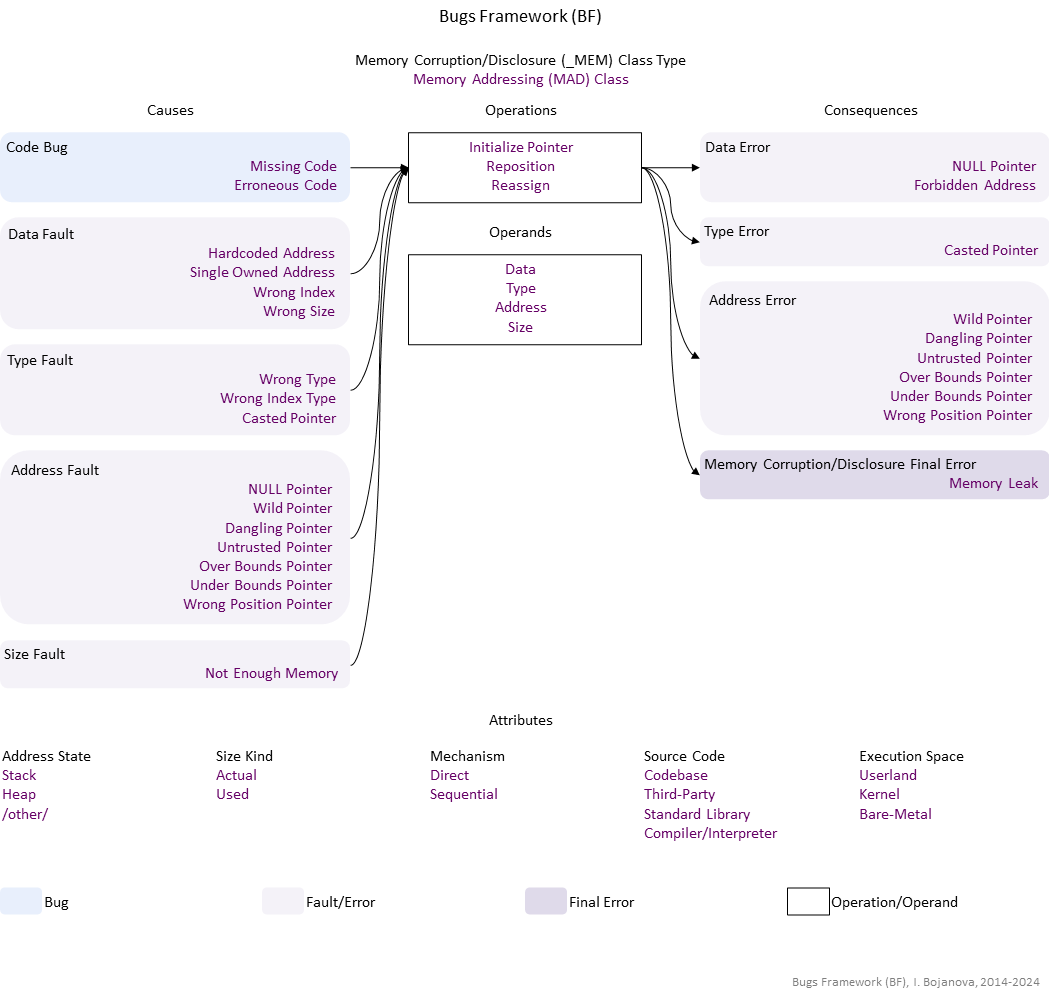 Bugs Framework (BF)
Memory Corruption/Disclosure (_MEM) Class Type
Memory Addressing (MAD) Class
Causes
Code Bug
Missing Code
Erroneous Code
Data Fault
Hardcoded Address
Single Owned Address
Wrong Index
Wrong Size
Type Fault
Wrong Type
Wrong Index Type
Casted Pointer
Address Fault
NULL Pointer
Wild Pointer
Dangling Pointer
Untrusted Pointer
Over Bounds Pointer
Under Bounds Pointer
Wrong Position Pointer
Size Fault
Not Enough Memory
Operations
Initialize Pointer
Reposition
Reassign
Operands
Data
Type
Address
Size
Consequences
Data Error
NULL Pointer
Forbidden Address
Type Error
Casted Pointer
Address Error
Wild Pointer
Dangling Pointer
Untrusted Pointer
Over Bounds Pointer
Under Bounds Pointer
Wrong Position Pointer
Memory Corruption/Disclosure Final Error
Memory Leak
Attributes
Address State
Stack
Heap
/other/
Size Kind
Actual
Used
Mechanism
Direct
Sequential
Source Code
Codebase
Third-Party
Standard Library
Compiler/Interpreter
Execution Space
Userland
Kernel
Bare-Metal
Bug
Fault/Error
Final Error
Operation/Operand
Bugs Framework (BF), I. Bojanova, 2014-2024